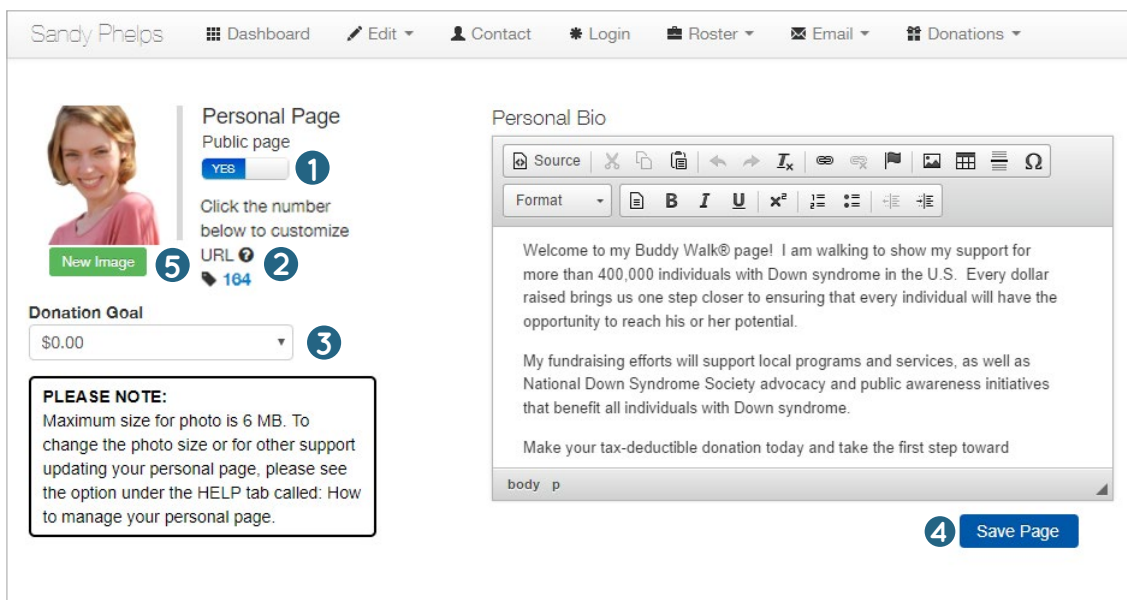 Sandy Phelps Dashboard Edit Contact Login Roster Email Donations
Personal Page
Public page
YES 1
Click the number
below to customize
URL 2
164
New Image 5
Donation Goal
$0.00 3
PLEASE NOTE:
Maximum size for photo is 6 MB. To
change the photo size or for other support
updating your personal page, please see
the option under the HELP tab called: How
to manage your personal page.
Personal Bio
Source
Format B I U
Welcome to my Buddy Walk® page! I am walking to show my support for
more than 400,000 individuals with Down syndrome in the U.S. Every dollar
raised brings us one step closer to ensuring that every individual will have the
opportunity to reach his or her potential.
My fundraising efforts will support local programs and services, as well as
National Down Syndrome Society advocacy and public awareness initiatives
that benefit all individuals with Down syndrome.
Make your tax-deductible donation today and take the first step toward
body p
4 Save Page